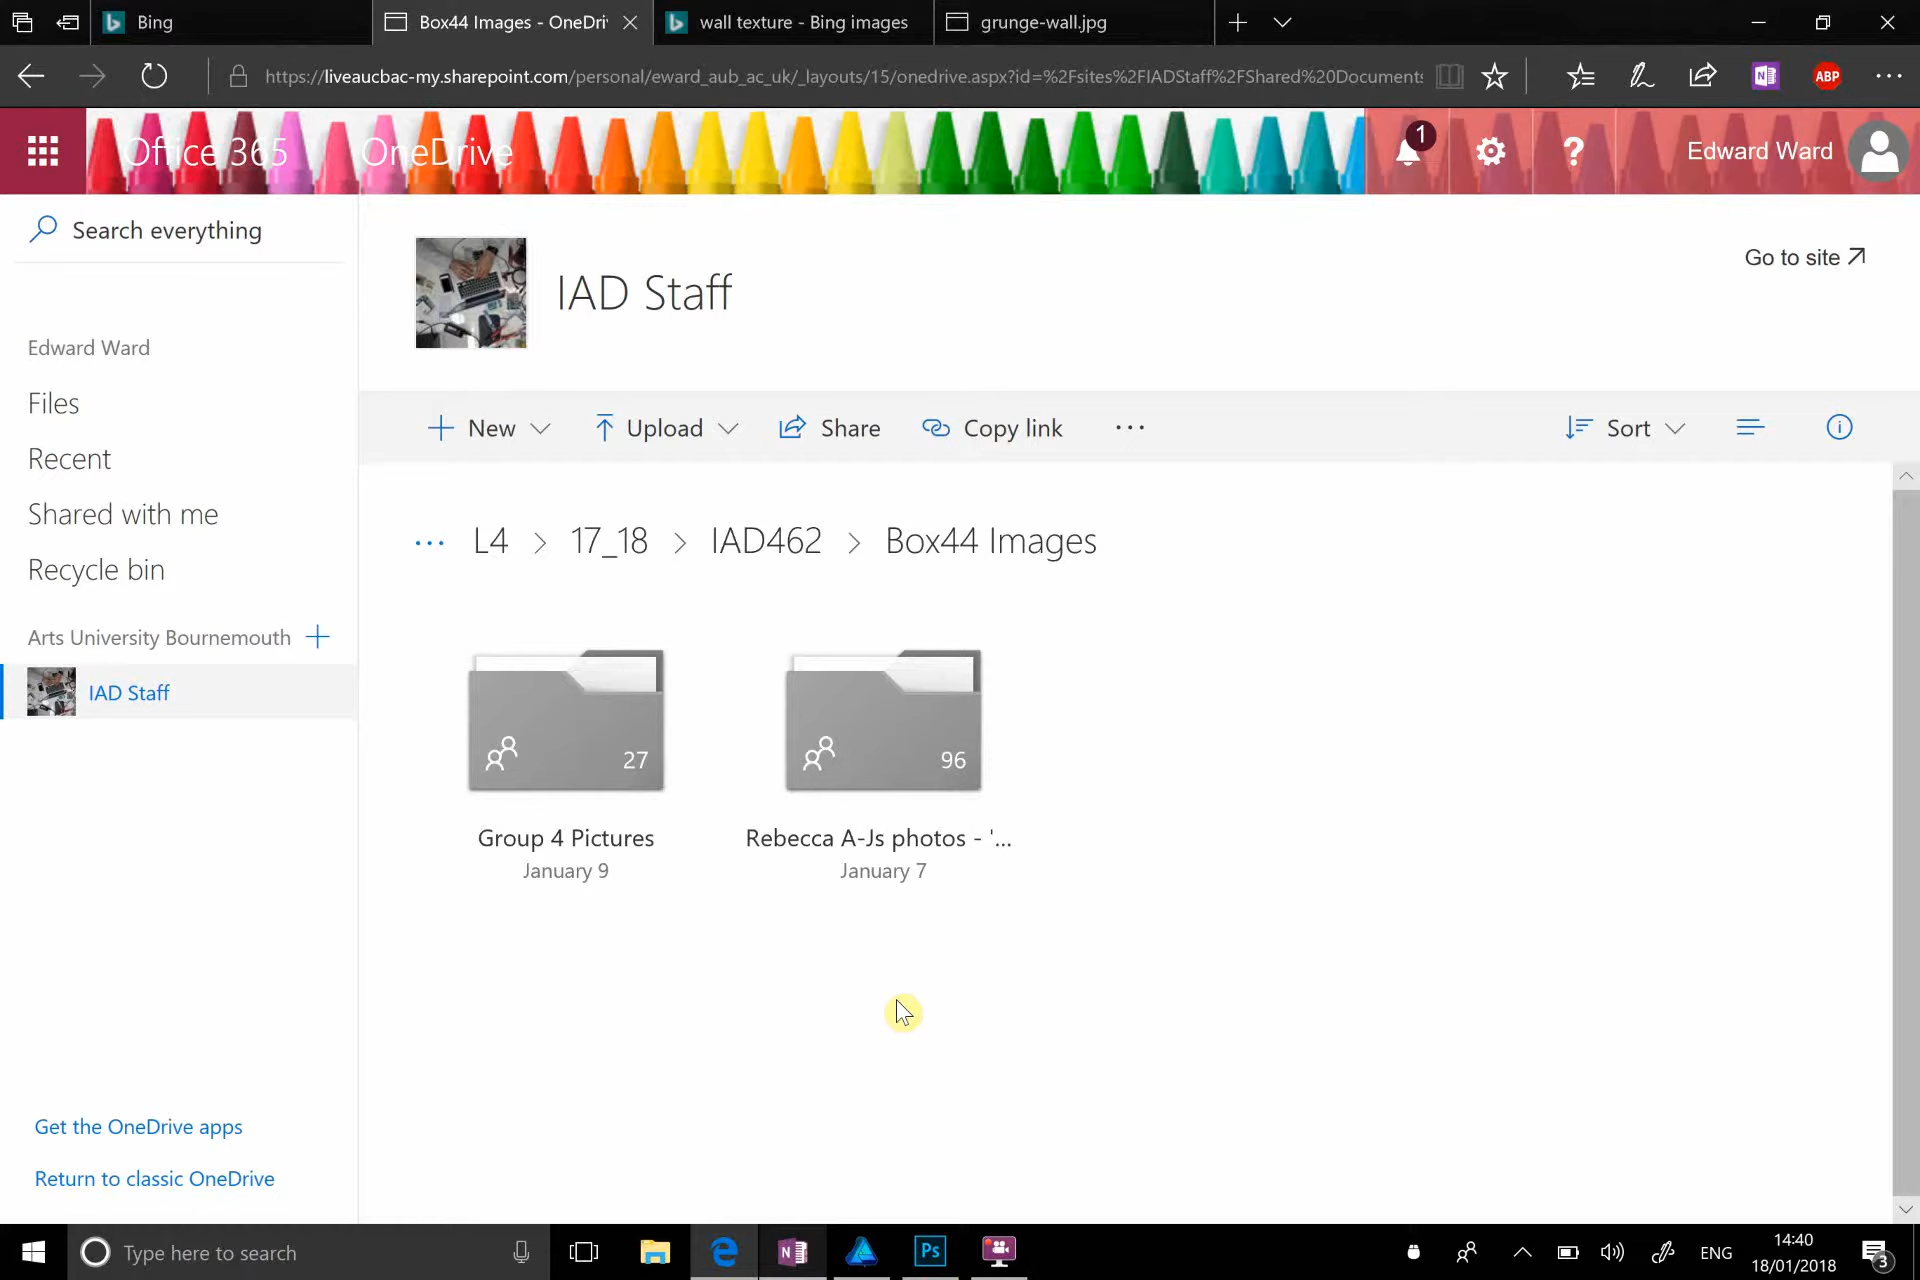 Bing
Box44 Images - OneDri
wall texture - Bing images
grunge-wall.jpg
https://liveaucbac-my.sharepoint.com/personal/eward_aub_ac_uk/_layouts/15/onedrive.aspx?id=%2Fsites%2FIADStaff%2FShared%20Documents
N
ABP
Office 365
OneDrive
1
?
Edward Ward
Search everything
IAD Staff
Go to site
Edward Ward
Files
Recent
Shared with me
Recycle bin
Arts University Bournemouth
IAD Staff
New
Upload
Share
Copy link
Sort
L4 > 17_18 > IAD462 > Box44 Images
27
96
Group 4 Pictures
January 9
Rebecca A-Js photos - '...
January 7
Get the OneDrive apps
Return to classic OneDrive
Type here to search
N
Ps
ENG
14:40
18/01/2018
3